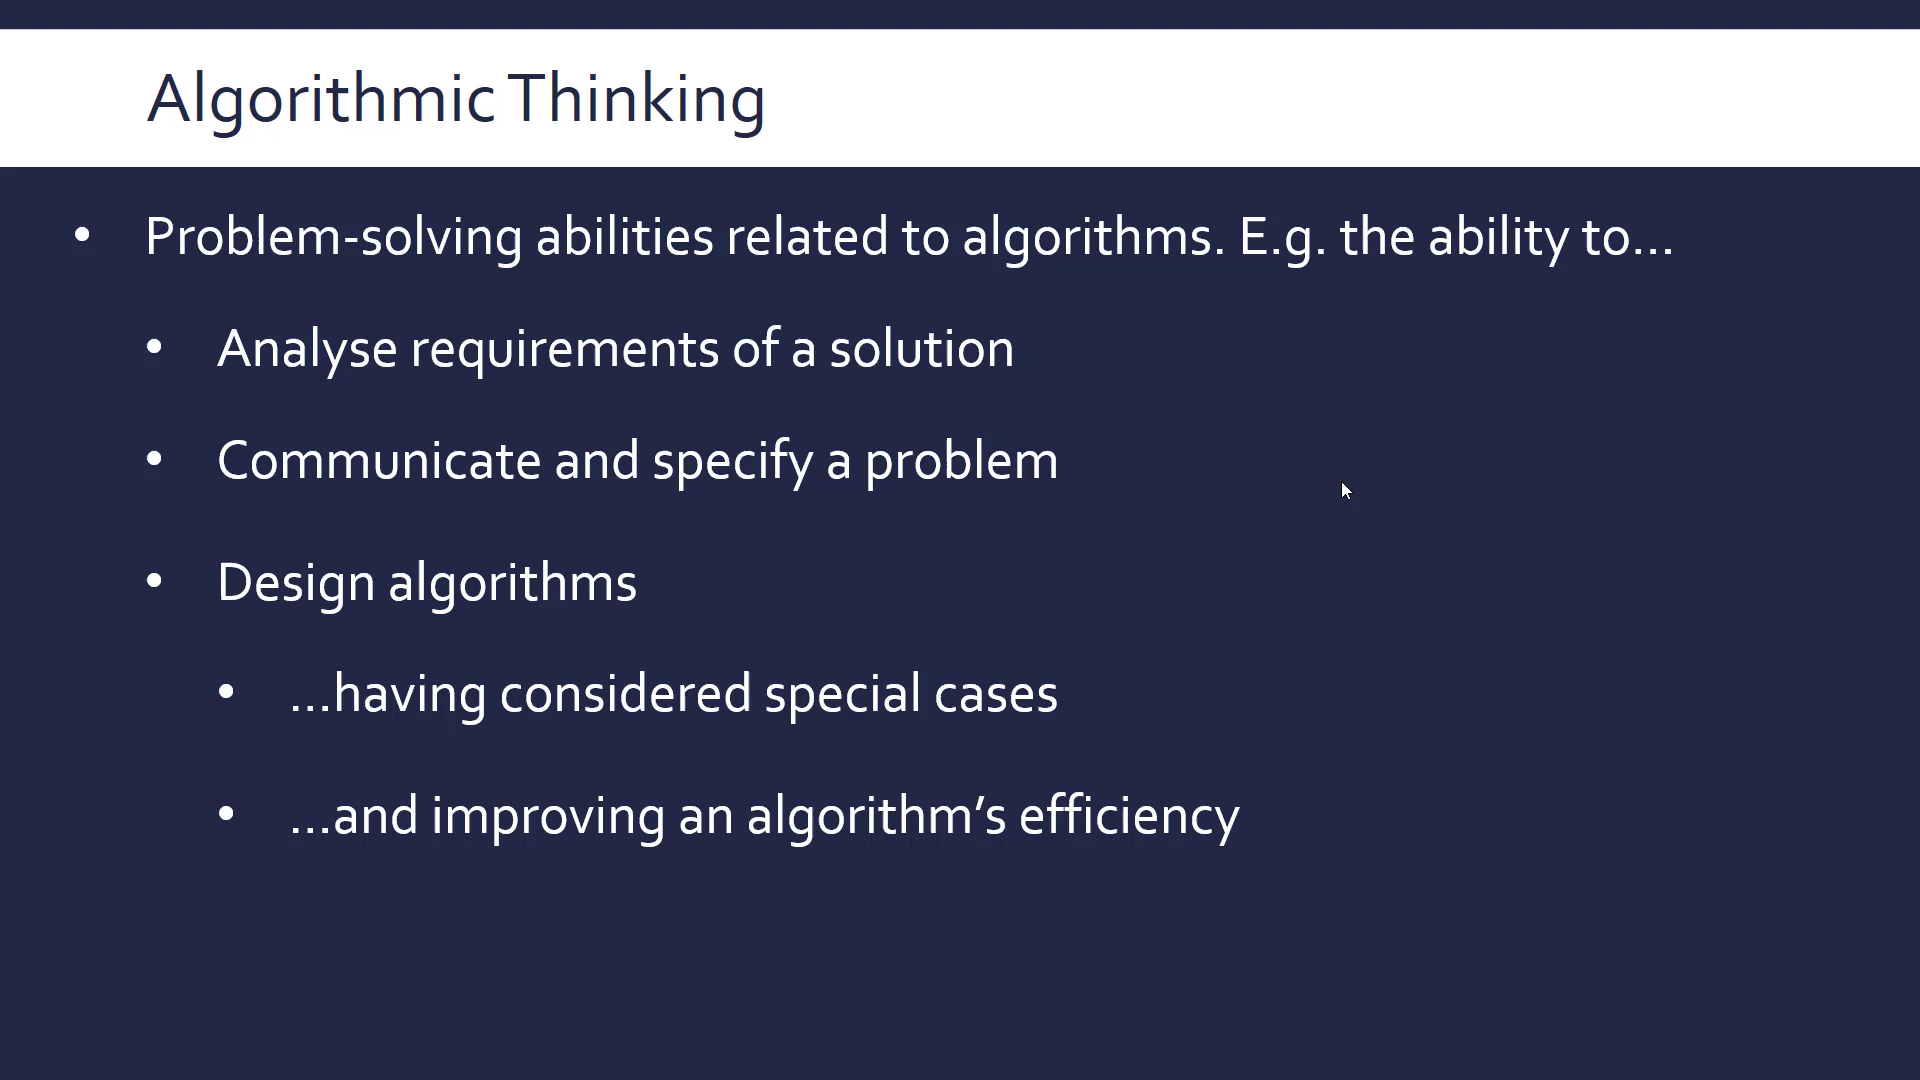 Algorithmic Thinking
• Problem-solving abilities related to algorithms. E.g. the ability to…
• Analyse requirements of a solution
• Communicate and specify a problem
• Design algorithms
• …having considered special cases
• …and improving an algorithm’s efficiency